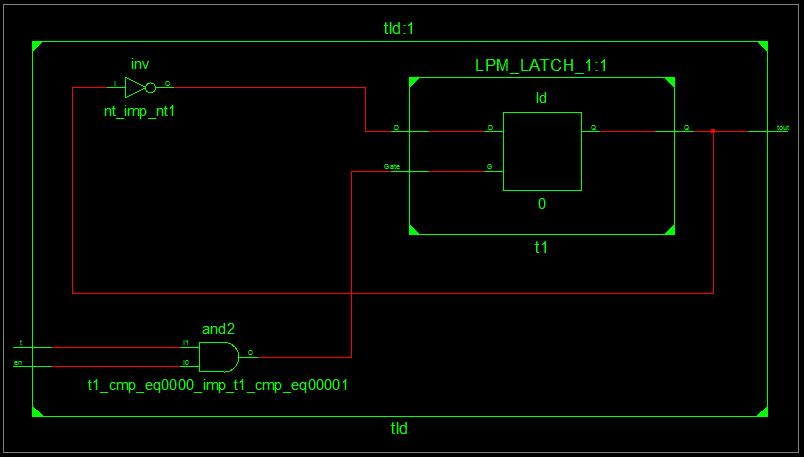 tld:1
inv
LPM_LATCH_1:1
I
O
nt_imp_nt1
ld
D
D
Q
Q
tout
Gate
G
0
t1
and2
t
I1
en
I0
O
t1_cmp_eq0000_imp_t1_cmp_eq00001
tld